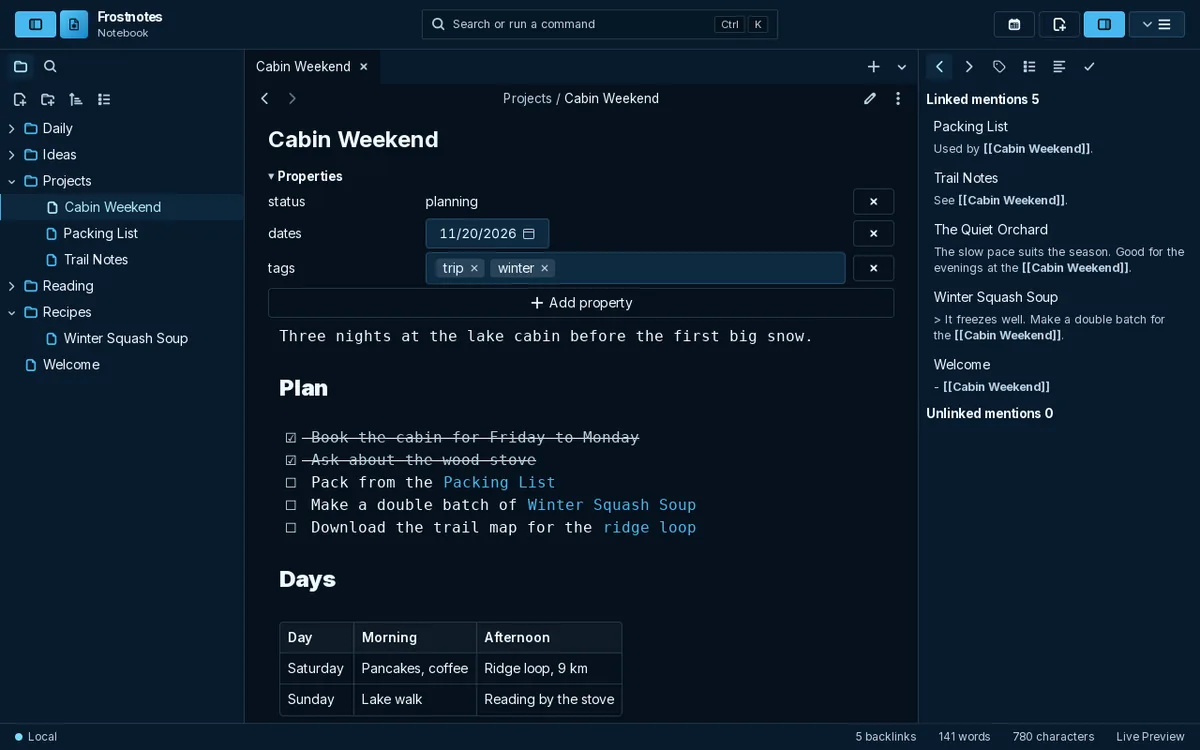 Frostnotes
Notebook
Search or run a command
Ctrl K
Daily
Ideas
Projects
Cabin Weekend
Packing List
Trail Notes
Reading
Recipes
Winter Squash Soup
Welcome
Cabin Weekend ×
Projects / Cabin Weekend
Cabin Weekend
▾ Properties
status planning ×
dates 11/20/2026 ×
tags trip × winter × ×
+ Add property
Three nights at the lake cabin before the first big snow.
Plan
☑ Book the cabin for Friday to Monday
☑ Ask about the wood stove
☐ Pack from the Packing List
☐ Make a double batch of Winter Squash Soup
☐ Download the trail map for the ridge loop
Days
Day Morning Afternoon
Saturday Pancakes, coffee Ridge loop, 9 km
Sunday Lake walk Reading by the stove
Linked mentions 5
Packing List
Used by [[Cabin Weekend]].
Trail Notes
See [[Cabin Weekend]].
The Quiet Orchard
The slow pace suits the season. Good for the
evenings at the [[Cabin Weekend]].
Winter Squash Soup
> It freezes well. Make a double batch for
the [[Cabin Weekend]].
Welcome
- [[Cabin Weekend]]
Unlinked mentions 0
Local
5 backlinks 141 words 780 characters Live Preview